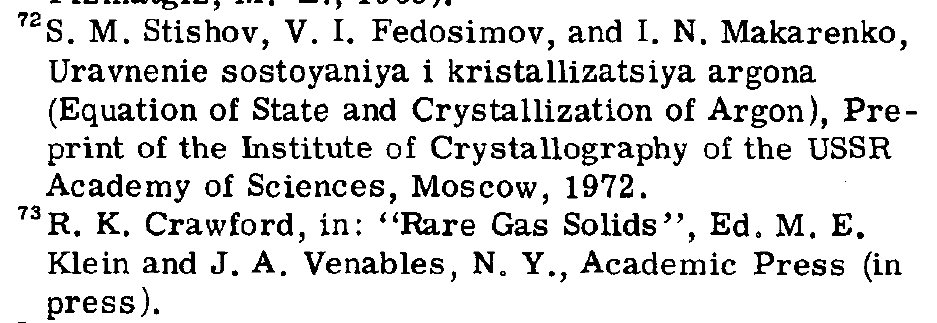 72 S. M. Stishov, V. I. Fedosimov, and I. N. Makarenko,
Uravnenie sostoyaniya i kristallizatsiya argona
(Equation of State and Crystallization of Argon), Pre-
print of the Institute of Crystallography of the USSR
Academy of Sciences, Moscow, 1972.
73 R. K. Crawford, in: “Rare Gas Solids”, Ed. M. E.
Klein and J. A. Venables, N. Y., Academic Press (in
press).